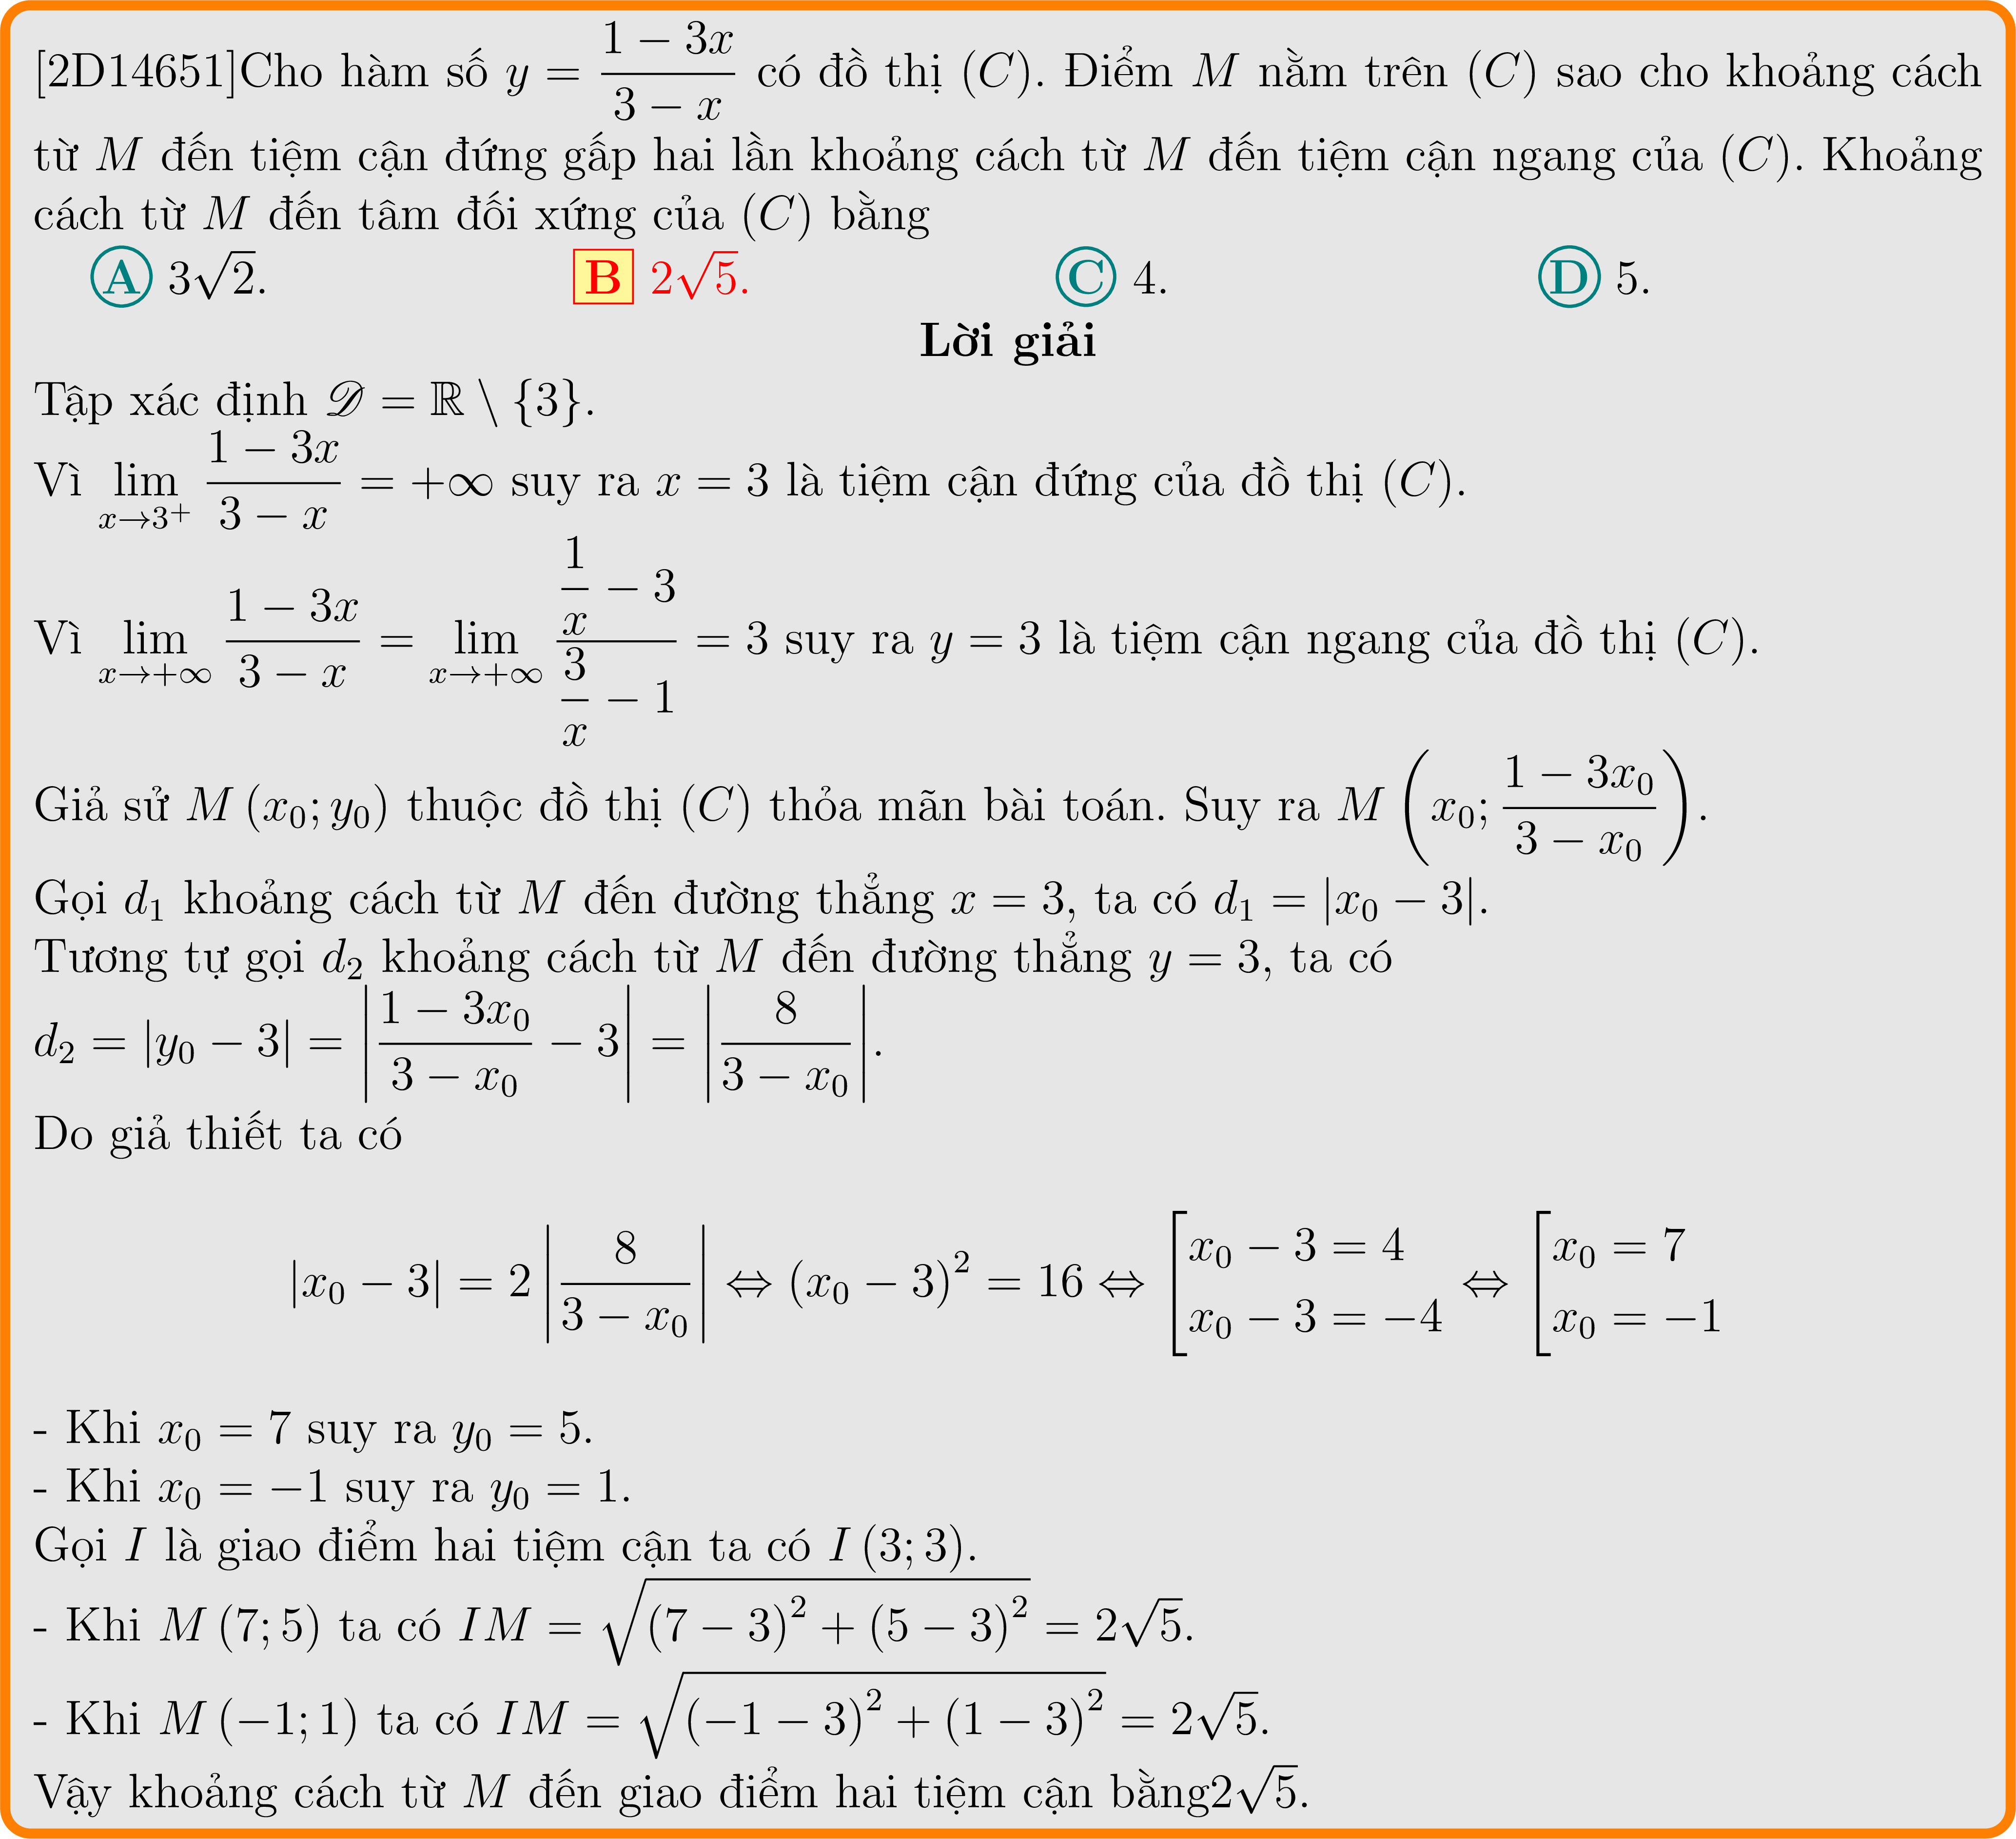 [2D14651]Cho hàm số $y = \dfrac{1-3x}{3-x}$ có đồ thị $(C)$. Điểm $M$ nằm trên $(C)$ sao cho khoảng cách
từ $M$ đến tiệm cận đứng gấp hai lần khoảng cách từ $M$ đến tiệm cận ngang của $(C)$. Khoảng
cách từ $M$ đến tâm đối xứng của $(C)$ bằng
A $3\sqrt{2}$. B $2\sqrt{5}$. C 4. D 5.
Lời giải
Tập xác định $\mathscr{D} = \mathbb{R} \setminus \{3\}$.
Vì $\lim\limits_{x \to 3^+} \dfrac{1-3x}{3-x} = +\infty$ suy ra $x = 3$ là tiệm cận đứng của đồ thị $(C)$.
Vì $\lim\limits_{x \to +\infty} \dfrac{1-3x}{3-x} = \lim\limits_{x \to +\infty} \dfrac{\dfrac{1}{x}-3}{\dfrac{3}{x}-1} = 3$ suy ra $y = 3$ là tiệm cận ngang của đồ thị $(C)$.
Giả sử $M(x_0; y_0)$ thuộc đồ thị $(C)$ thỏa mãn bài toán. Suy ra $M\left(x_0; \dfrac{1-3x_0}{3-x_0}\right)$.
Gọi $d_1$ khoảng cách từ $M$ đến đường thẳng $x = 3$, ta có $d_1 = |x_0 - 3|$.
Tương tự gọi $d_2$ khoảng cách từ $M$ đến đường thẳng $y = 3$, ta có
$d_2 = |y_0 - 3| = \left|\dfrac{1-3x_0}{3-x_0} - 3\right| = \left|\dfrac{8}{3-x_0}\right|$.
Do giả thiết ta có
$|x_0 - 3| = 2\left|\dfrac{8}{3-x_0}\right| \Leftrightarrow (x_0-3)^2 = 16 \Leftrightarrow \left[\begin{array}{l} x_0 - 3 = 4 \\ x_0 - 3 = -4 \end{array}\right. \Leftrightarrow \left[\begin{array}{l} x_0 = 7 \\ x_0 = -1 \end{array}\right.$
- Khi $x_0 = 7$ suy ra $y_0 = 5$.
- Khi $x_0 = -1$ suy ra $y_0 = 1$.
Gọi $I$ là giao điểm hai tiệm cận ta có $I(3; 3)$.
- Khi $M(7; 5)$ ta có $IM = \sqrt{(7-3)^2 + (5-3)^2} = 2\sqrt{5}$.
- Khi $M(-1; 1)$ ta có $IM = \sqrt{(-1-3)^2 + (1-3)^2} = 2\sqrt{5}$.
Vậy khoảng cách từ $M$ đến giao điểm hai tiệm cận bằng$2\sqrt{5}$.